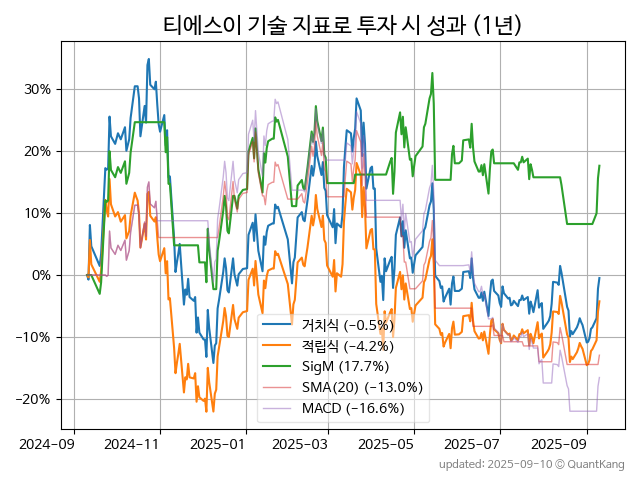 티에스이 기술 지표로 투자 시 성과 (1년)
30%
20%
10%
0%
−10%
−20%
거치식 (−0.5%)
적립식 (−4.2%)
SigM (17.7%)
SMA(20) (−13.0%)
MACD (−16.6%)
2024-09 2024-11 2025-01 2025-03 2025-05 2025-07 2025-09
updated: 2025-09-10 © QuantKang